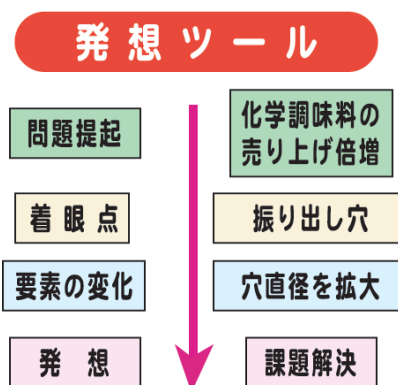 発想ツール
問題提起
化学調味料の
売り上げ倍増
着眼点
振り出し穴
要素の変化
穴直径を拡大
発想
課題解決